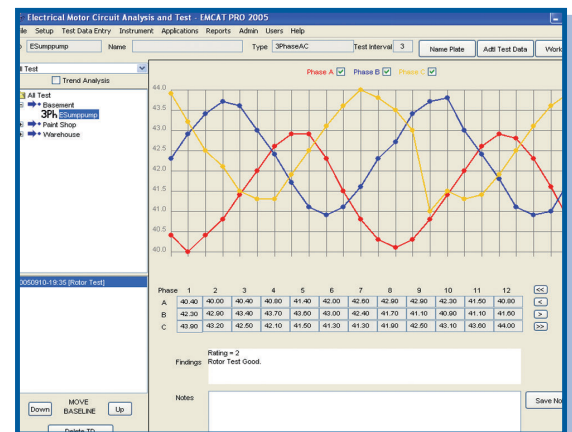 Electrical Motor Circuit Analysis and Test - EMCAT PRO 2005
Setup Test Data Entry Instrument Applications Reports Admin Users Help
ESumppump Name Type 3PhaseAC Test Interval 3 Name Plate Adtl Test Data
Test
Trend Analysis
All Test
Basement
3Ph ESumppump
Paint Shop
Warehouse
Phase A Phase B Phase C
44.0
43.5
43.0
42.5
42.0
41.5
41.0
40.5
40.0
0050910-19:35 [Rotor Test]
Phase 1 2 3 4 5 6 7 8 9 10 11 12 <<
A 40.40 40.00 40.40 40.80 41.40 42.00 42.60 42.90 42.90 42.30 41.50 40.80 <
B 42.30 42.90 43.40 43.70 43.60 43.00 42.40 41.70 41.10 40.90 41.10 41.60 >
C 43.90 43.20 42.50 42.10 41.50 41.30 41.30 41.90 42.50 43.10 43.60 44.00 >>
Rating = 2
Findings Rotor Test Good.
Notes
Save No
MOVE
Down BASELINE Up
Delete TD